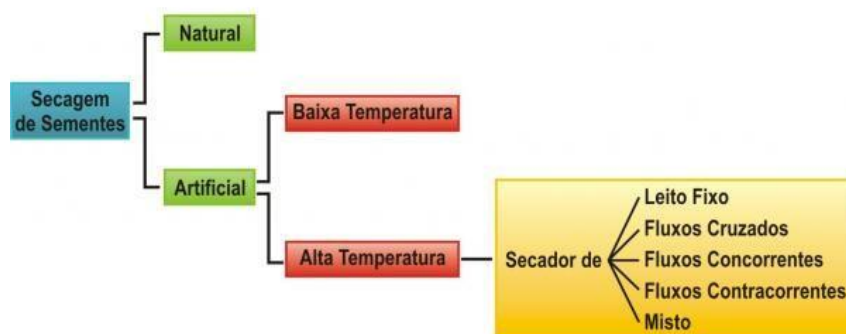 Natural
Secagem
de Sementes
Baixa Temperatura
Artificial
Alta Temperatura
Secador de
Leito Fixo
Fluxos Cruzados
Fluxos Concorrentes
Fluxos Contracorrentes
Misto